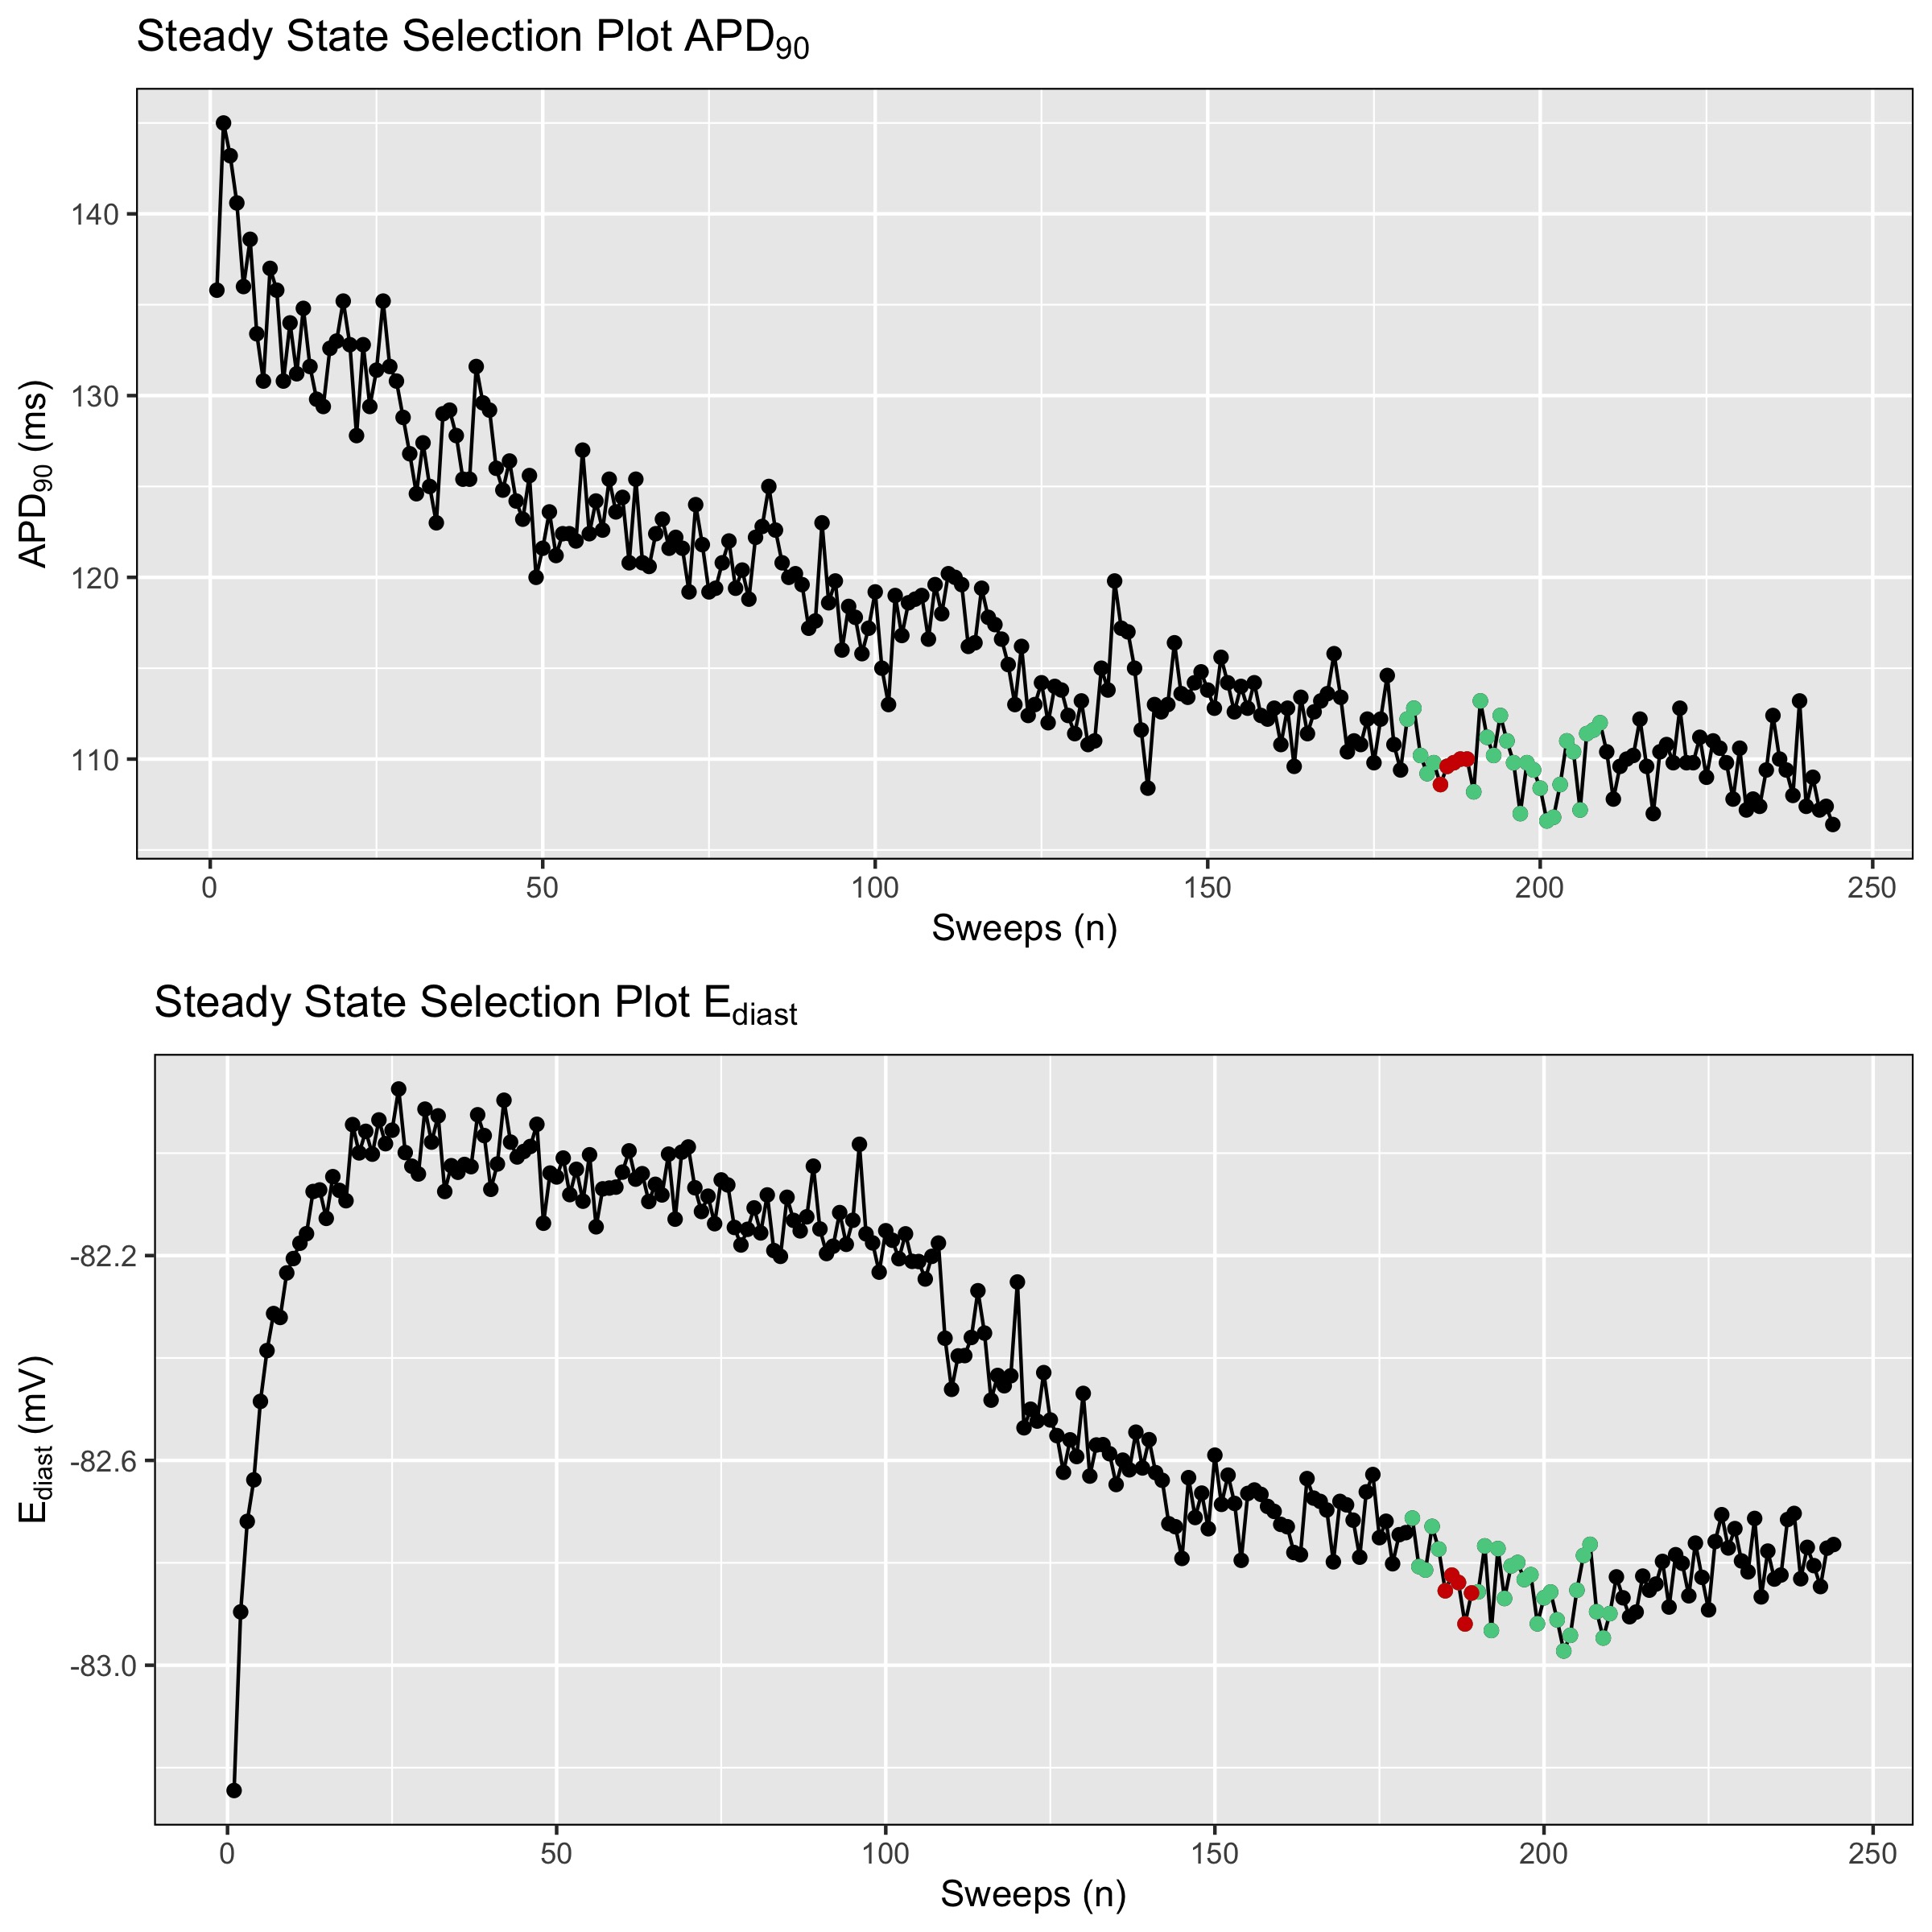 Steady State Selection Plot APD90
APD90 (ms)
140
130
120
110
0 50 100 150 200 250
Sweeps (n)
Steady State Selection Plot Ediast
Ediast (mV)
-82.2
-82.6
-83.0
0 50 100 150 200 250
Sweeps (n)